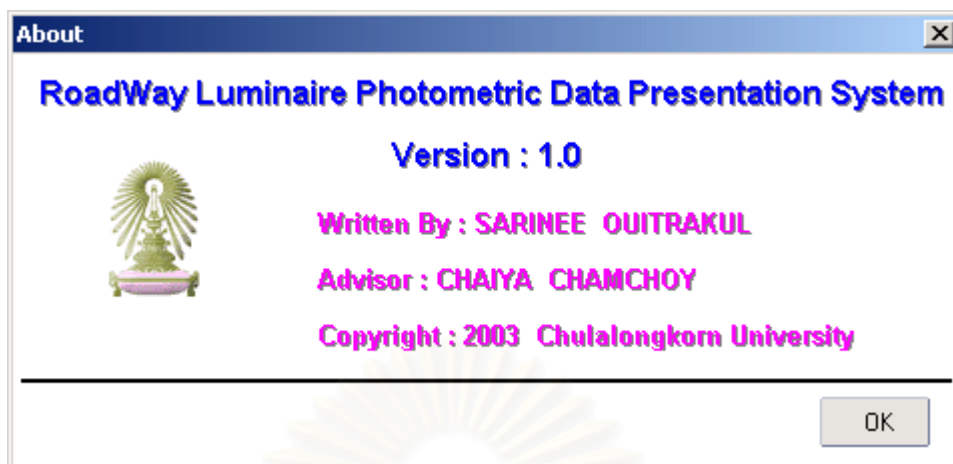 About
RoadWay Luminaire Photometric Data Presentation System
Version : 1.0
Written By : SARINEE OUITRAKUL
Advisor : CHAIYA CHAMCHOY
Copyright : 2003 Chulalongkorn University
OK